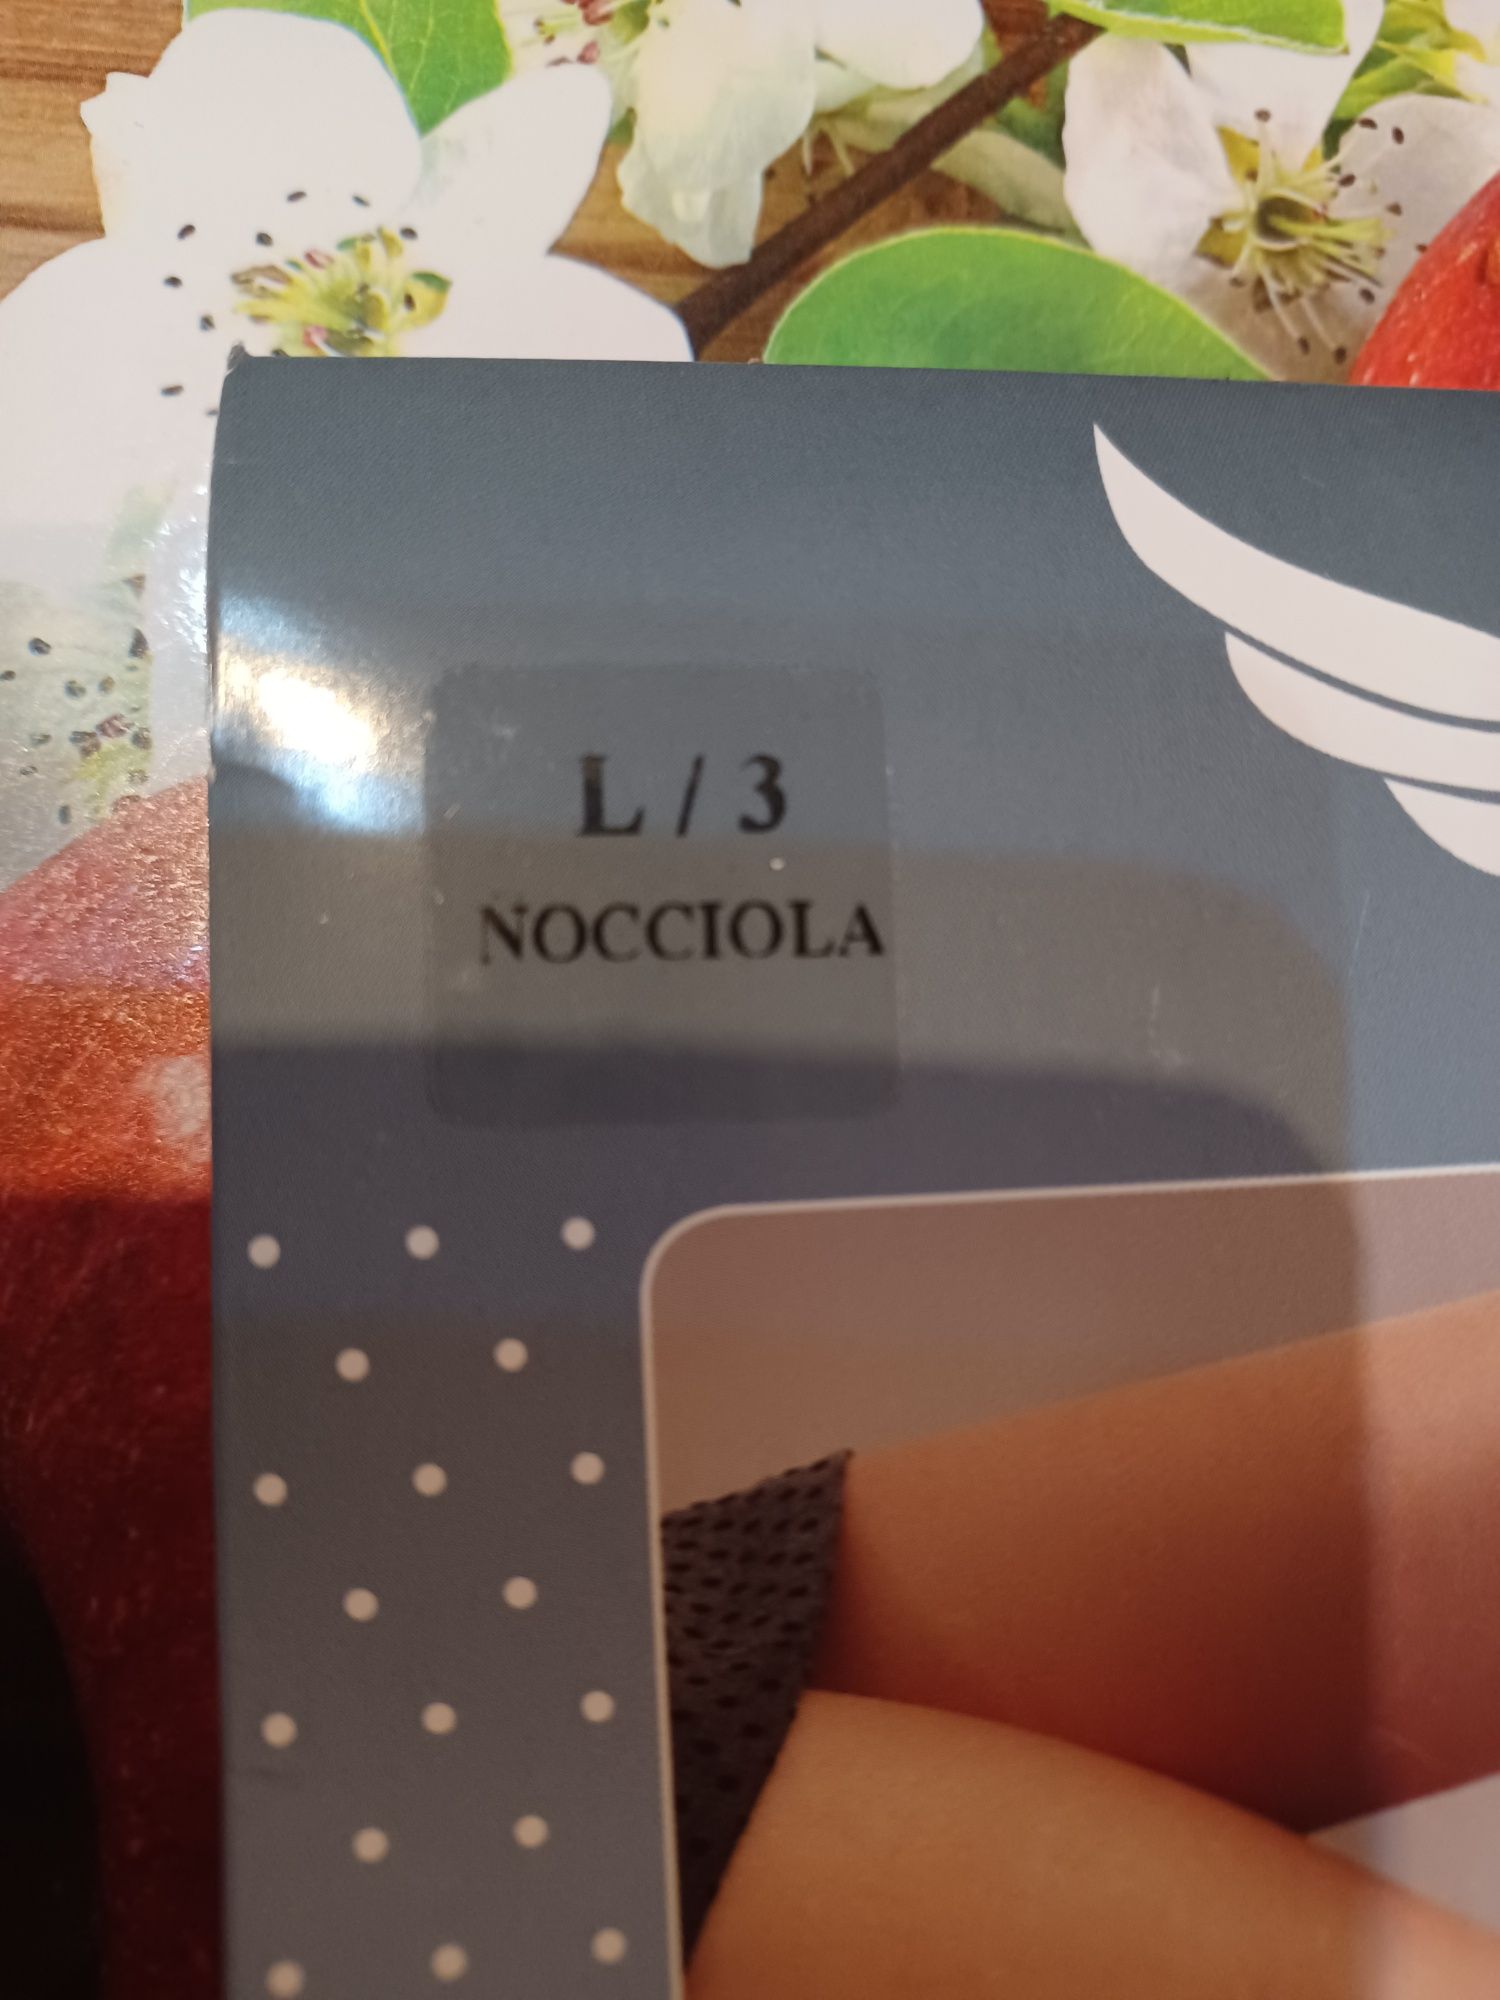 L / 3
NOCCIOLA